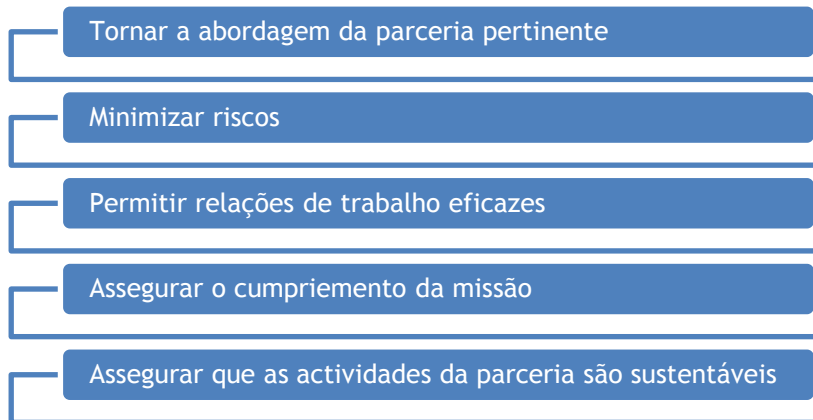 Tornar a abordagem da parceria pertinente
Minimizar riscos
Permitir relações de trabalho eficazes
Assegurar o cumpriemento da missão
Assegurar que as actividades da parceria são sustentáveis